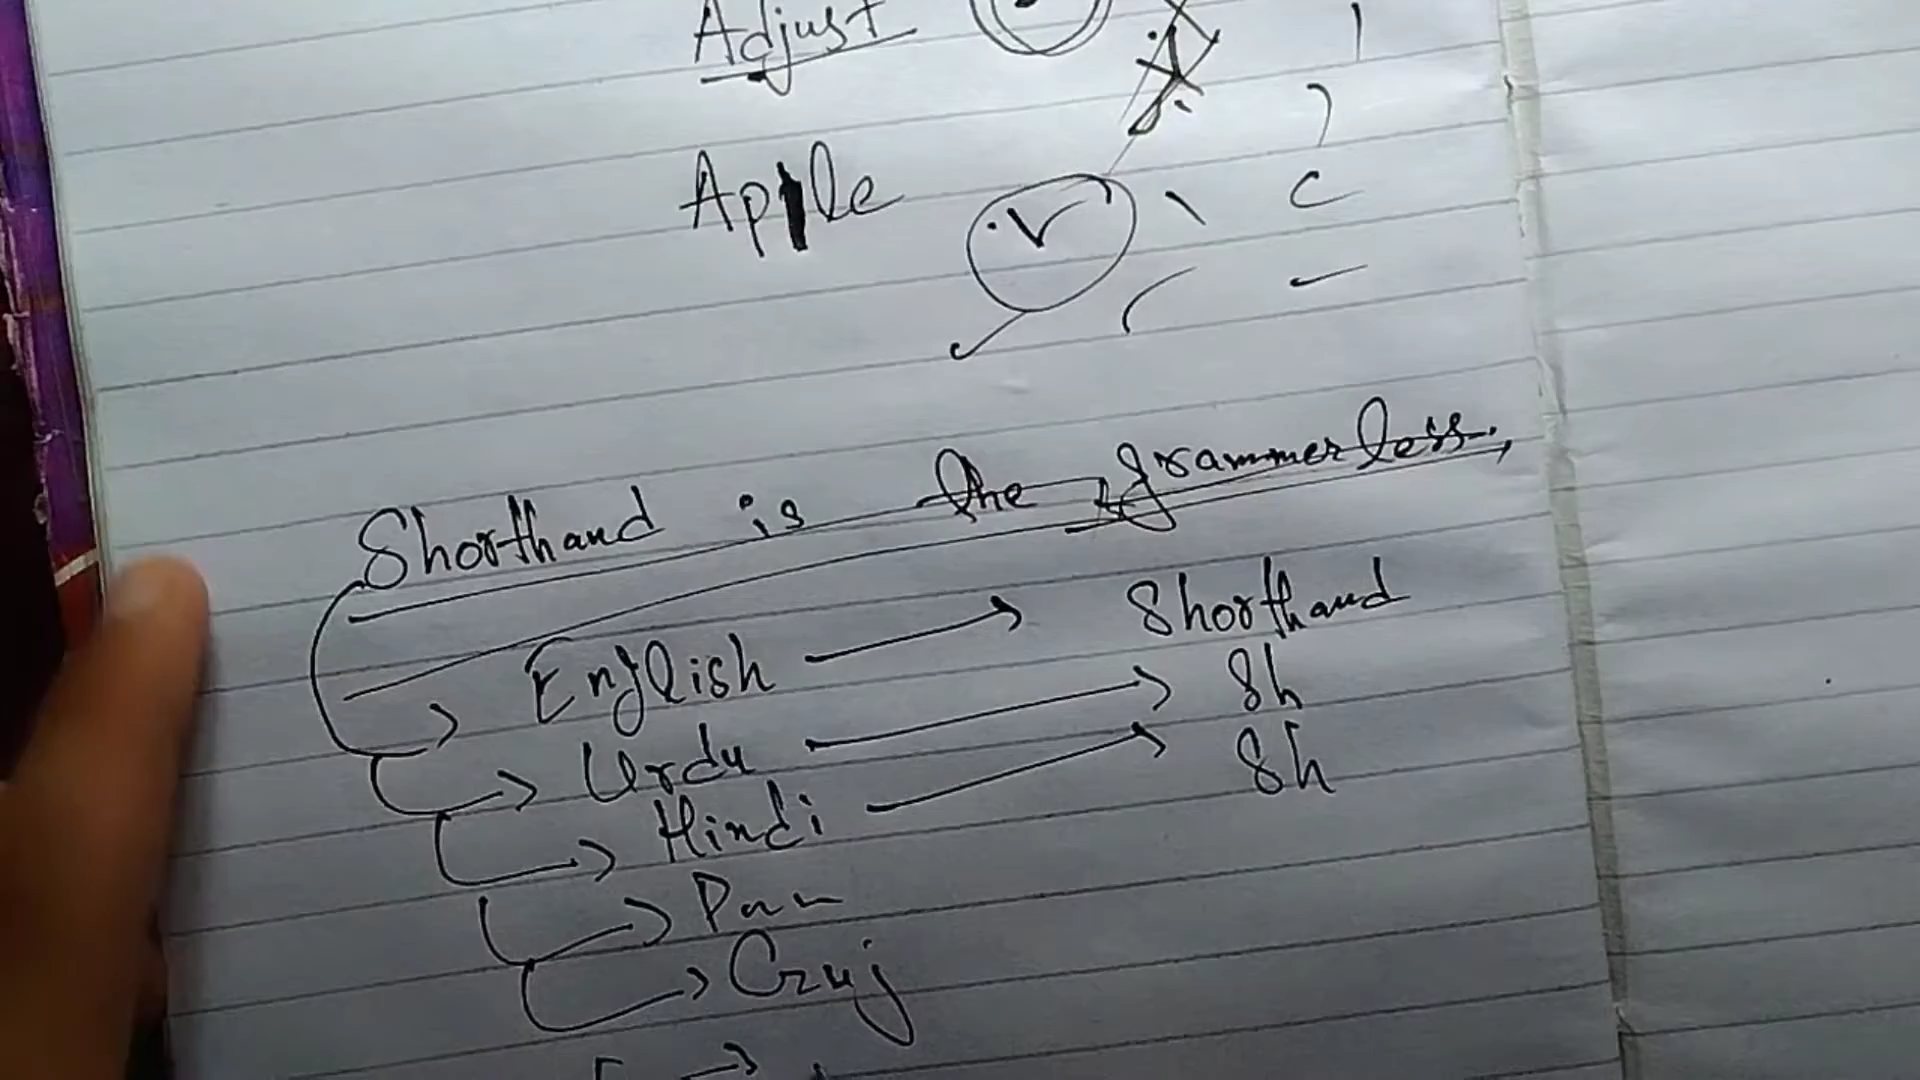 Adjust
Apple
Shorthand is the grammerless.
English → Shorthand
Urdu → Sh
Hindi → Sh
Pun
Guj